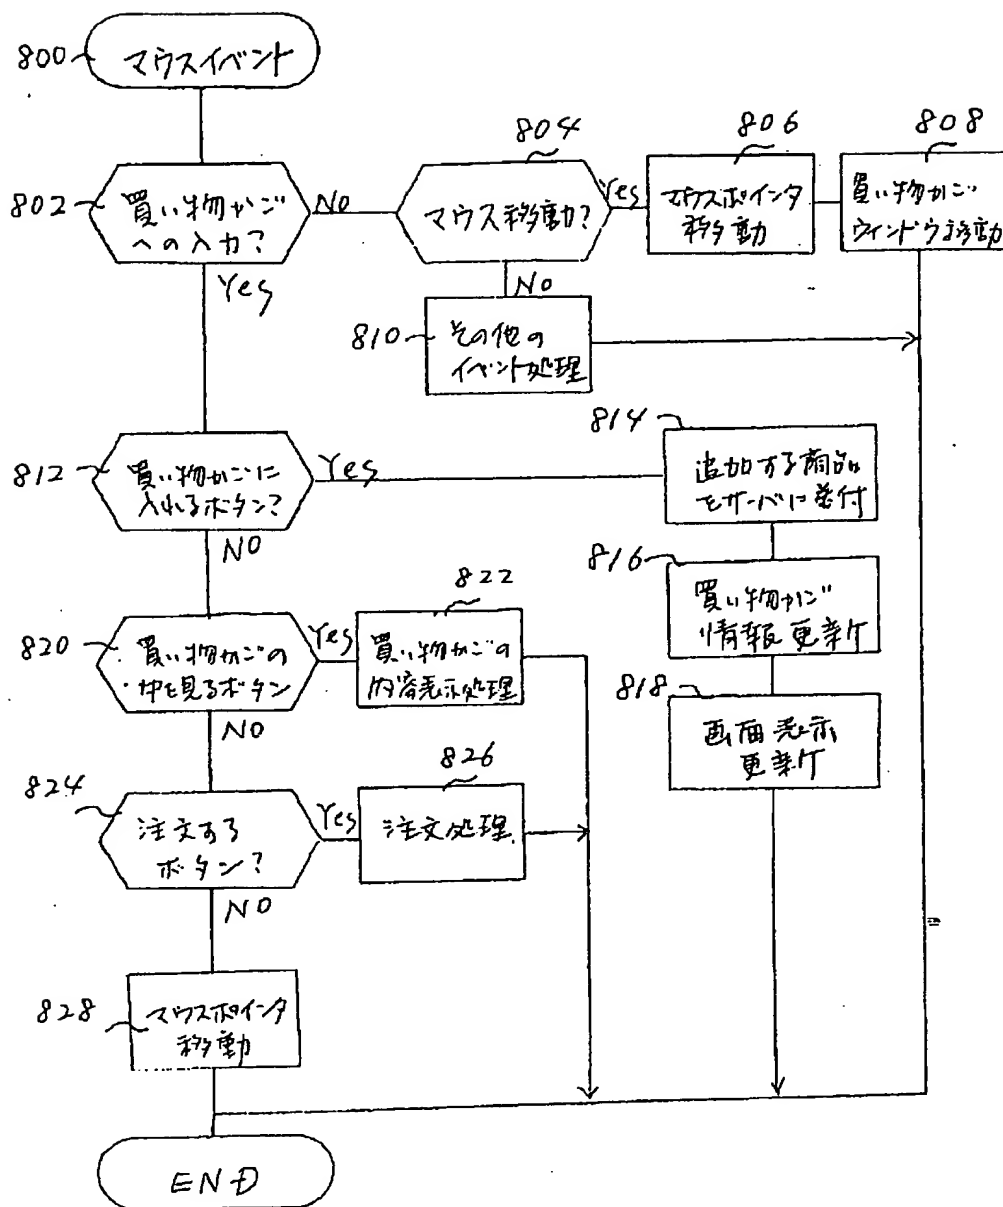 800
マウスイベント
804
806
808
802
買い物かご
への入力?
No
マウス移動?
Yes
マウスポインタ
移動
買い物かご
ウィンドウ移動
Yes
No
810
その他の
イベント処理
814
812
買い物かごに
入れるボタン?
Yes
追加する商品
をサーバに送付
NO
816
買い物かご
情報更新
822
820
買い物かごの
中を見るボタン
Yes
買い物かごの
内容表示処理
818
画面表示
更新
NO
826
824
注文する
ボタン?
Yes
注文処理
NO
828
マウスポインタ
移動
END